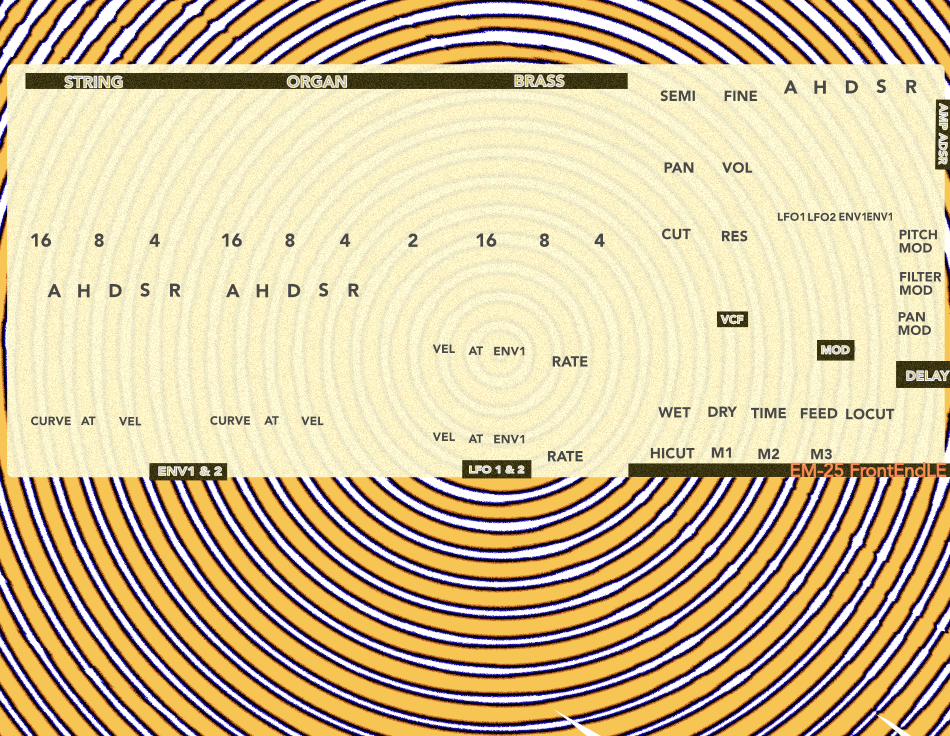 STRING ORGAN BRASS
SEMI FINE
A H D S R
AMP ADSR
PAN VOL
LFO1 LFO2 ENV1 ENV1
16 8 4 16 8 4 2 16 8 4
CUT RES
PITCH
MOD
FILTER
MOD
A H D S R A H D S R
PAN
MOD
VCF
MOD
VEL AT ENV1 RATE
DELAY
WET DRY TIME FEED LOCUT
CURVE AT VEL CURVE AT VEL
VEL AT ENV1 RATE
HICUT M1 M2 M3
ENV1 & 2 LFO 1 & 2
EM-25 FrontEndLE